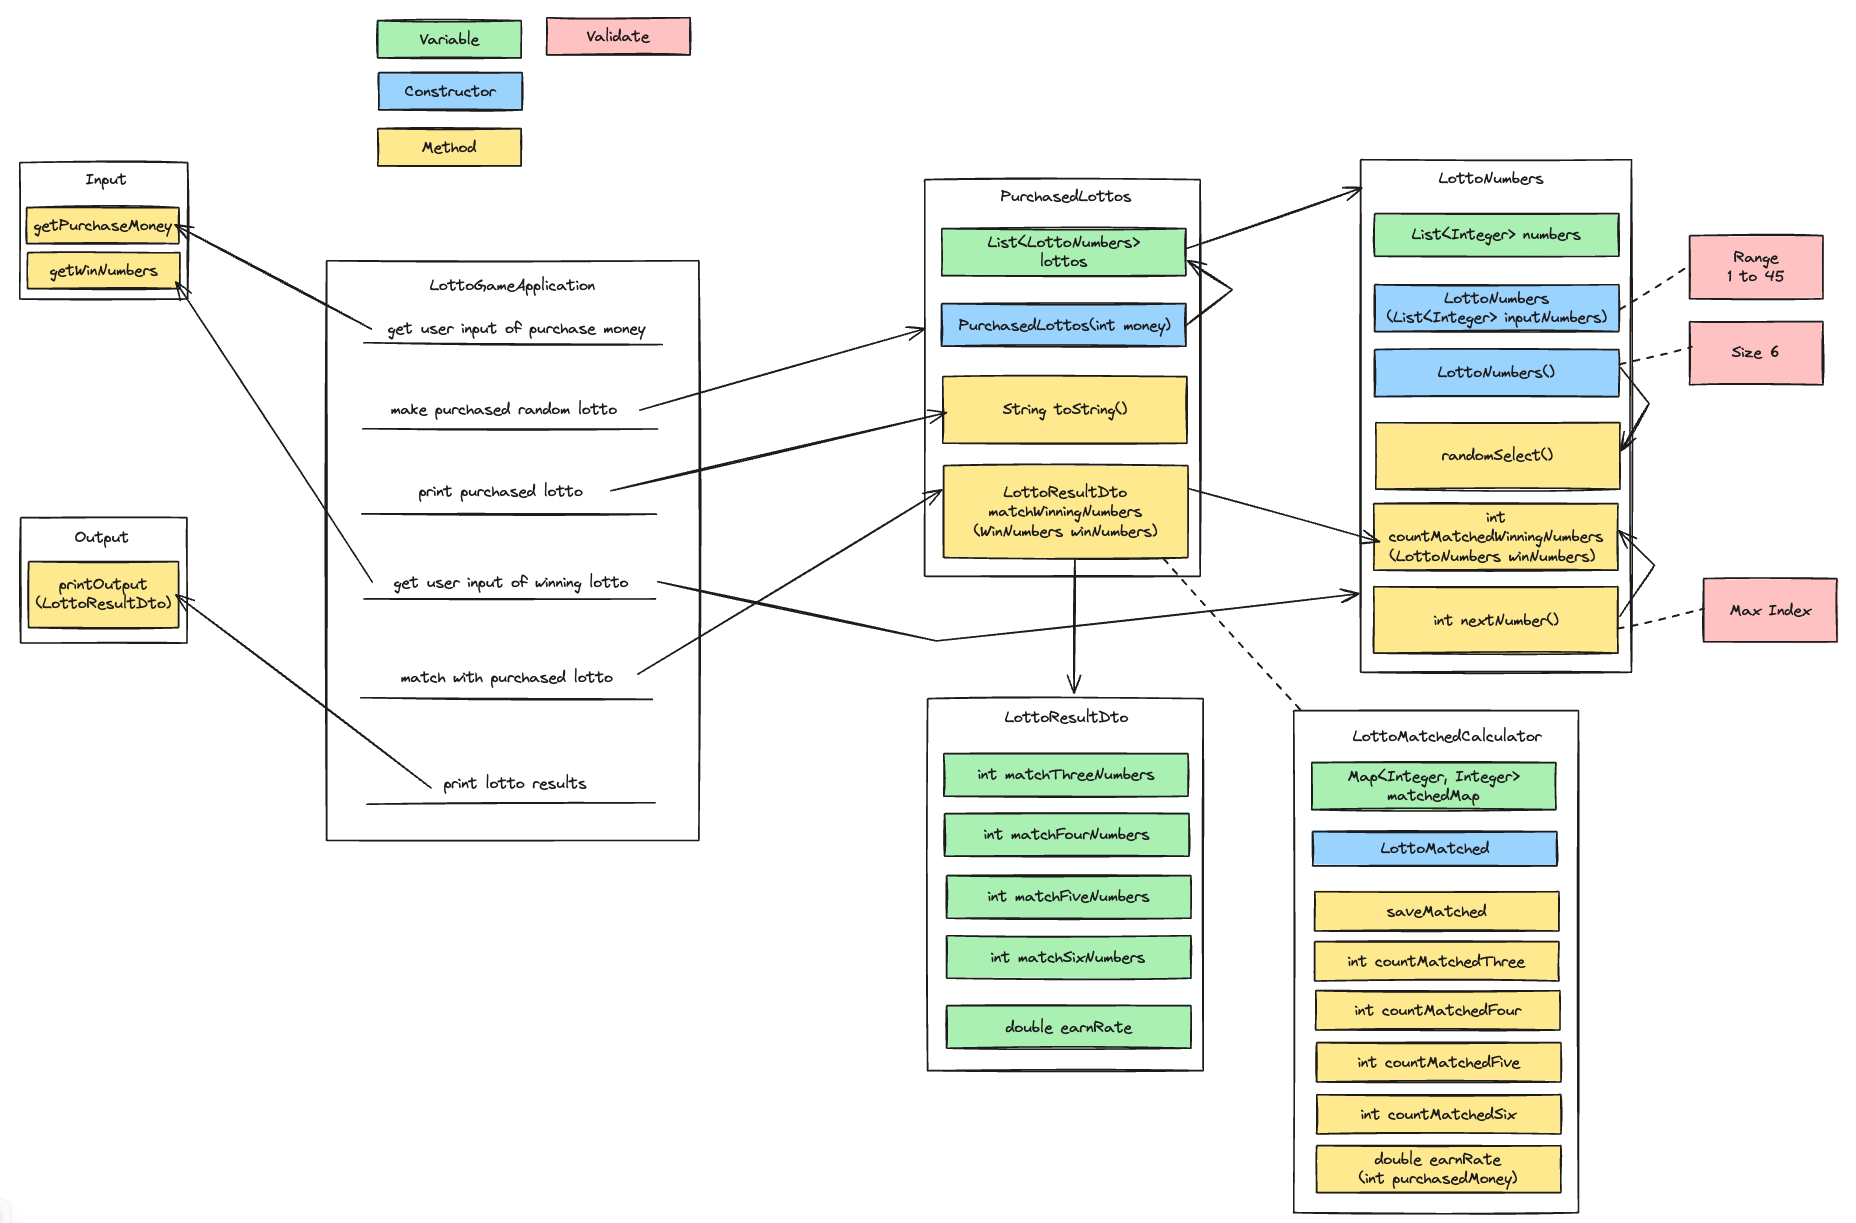 Variable
Validate
Constructor
Method
Input
getPurchaseMoney
getWinNumbers
Output
printOutput
(LottoResultDto)
LottoGameApplication
get user input of purchase money
make purchased random lotto
print purchased lotto
get user input of winning lotto
match with purchased lotto
print lotto results
PurchasedLottos
List<LottoNumbers>
lottos
PurchasedLottos(int money)
String toString()
LottoResultDto
matchWinningNumbers
(WinNumbers winNumbers)
LottoNumbers
List<Integer> numbers
LottoNumbers
(List<Integer> inputNumbers)
LottoNumbers()
randomSelect()
int
countMatchedWinningNumbers
(LottoNumbers winNumbers)
int nextNumber()
Range
1 to 45
Size 6
Max Index
LottoResultDto
int matchThreeNumbers
int matchFourNumbers
int matchFiveNumbers
int matchSixNumbers
double earnRate
LottoMatchedCalculator
Map<Integer, Integer>
matchedMap
LottoMatched
saveMatched
int countMatchedThree
int countMatchedFour
int countMatchedFive
int countMatchedSix
double earnRate
(int purchasedMoney)